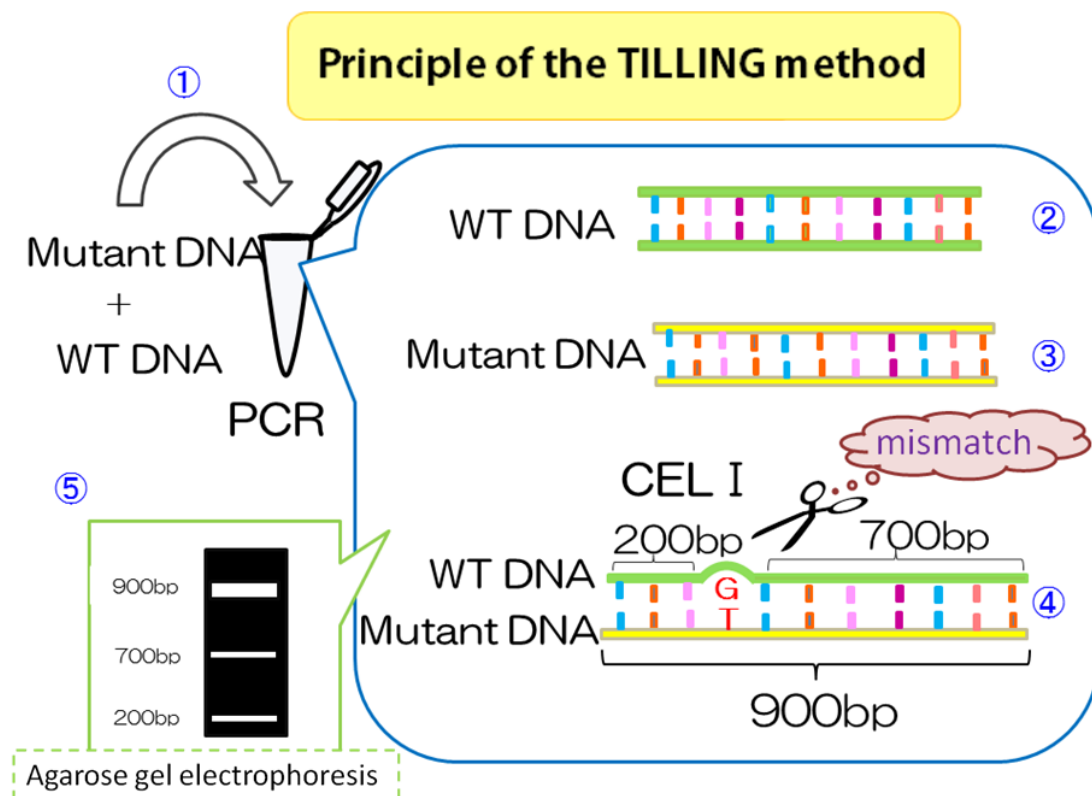 Principle of the TILLING method
①
Mutant DNA
+
WT DNA
PCR
WT DNA
②
Mutant DNA
③
mismatch
CEL I
200bp
700bp
WT DNA
G
④
T
Mutant DNA
900bp
⑤
900bp
700bp
200bp
Agarose gel electrophoresis